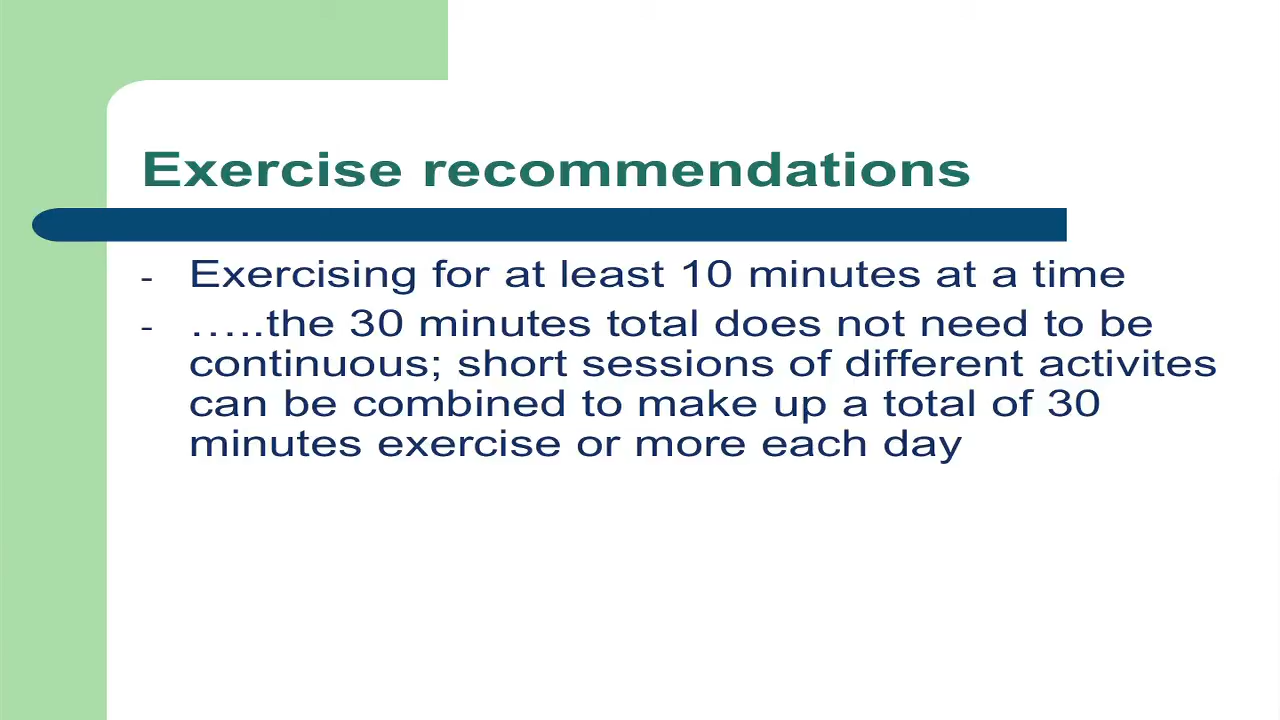 Exercise recommendations
- Exercising for at least 10 minutes at a time
- …..the 30 minutes total does not need to be
continuous; short sessions of different activites
can be combined to make up a total of 30
minutes exercise or more each day